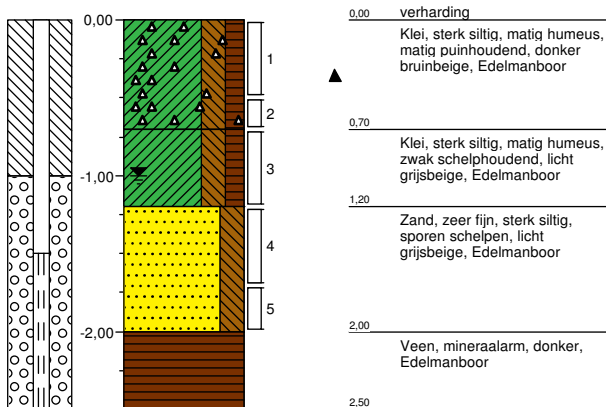 0,00
-1,00
-2,00
1
2
3
4
5
0,00
verharding
Klei, sterk siltig, matig humeus,
matig puinhoudend, donker
bruinbeige, Edelmanboor
0,70
Klei, sterk siltig, matig humeus,
zwak schelphoudend, licht
grijsbeige, Edelmanboor
1,20
Zand, zeer fijn, sterk siltig,
sporen schelpen, licht
grijsbeige, Edelmanboor
2,00
Veen, mineraalarm, donker,
Edelmanboor
2,50